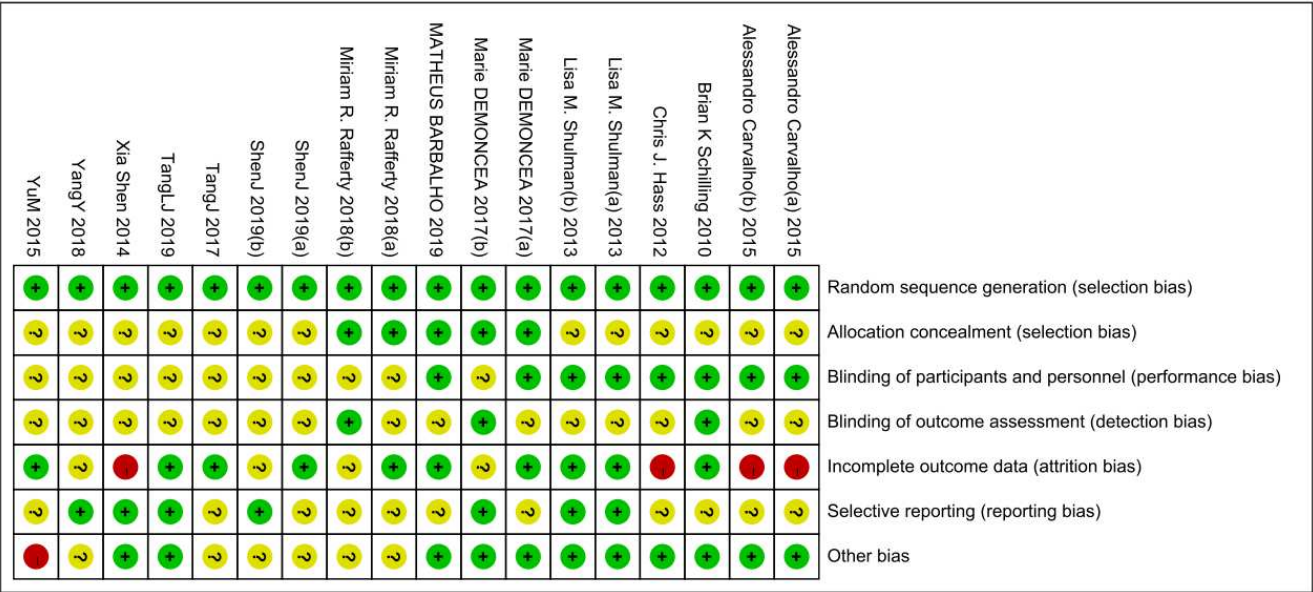 YuM 2015
YangY 2018
Xia Shen 2014
TangLJ 2019
TangJ 2017
ShenJ 2019(b)
ShenJ 2019(a)
Miriam R. Rafferty 2018(b)
Miriam R. Rafferty 2018(a)
MATHEUS BARBALHO 2019
Marie DEMONCEA 2017(b)
Marie DEMONCEA 2017(a)
Lisa M. Shulman(b) 2013
Lisa M. Shulman(a) 2013
Chris J. Hass 2012
Brian K Schilling 2010
Alessandro Carvalho(b) 2015
Alessandro Carvalho(a) 2015
+ + + + + + + + + + + + + + + + + + Random sequence generation (selection bias)
? ? ? ? ? ? ? + + + + + ? ? ? ? ? ? Allocation concealment (selection bias)
? ? ? ? ? ? ? ? ? + ? + + + + + + + Blinding of participants and personnel (performance bias)
? ? ? ? ? ? ? + ? ? + ? ? ? ? + ? ? Blinding of outcome assessment (detection bias)
+ ? - + + ? + ? + + ? + + + - + - - Incomplete outcome data (attrition bias)
? + + + ? + ? ? ? ? + ? + + ? ? ? ? Selective reporting (reporting bias)
- ? + + ? ? ? ? ? + + + + + + + + + Other bias